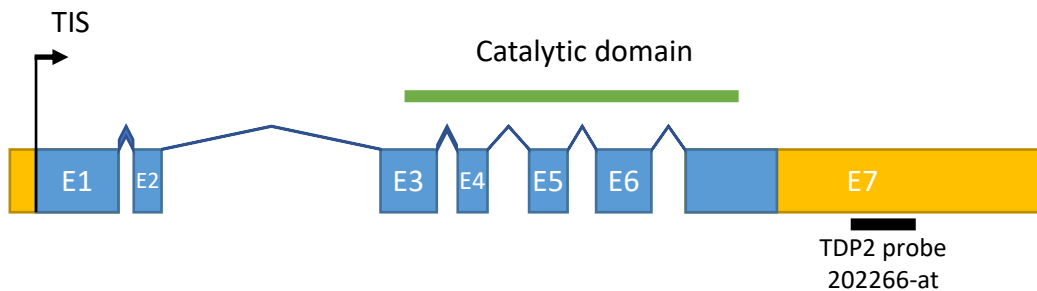 TIS
Catalytic domain
E1 E2 E3 E4 E5 E6 E7
TDP2 probe
202266-at